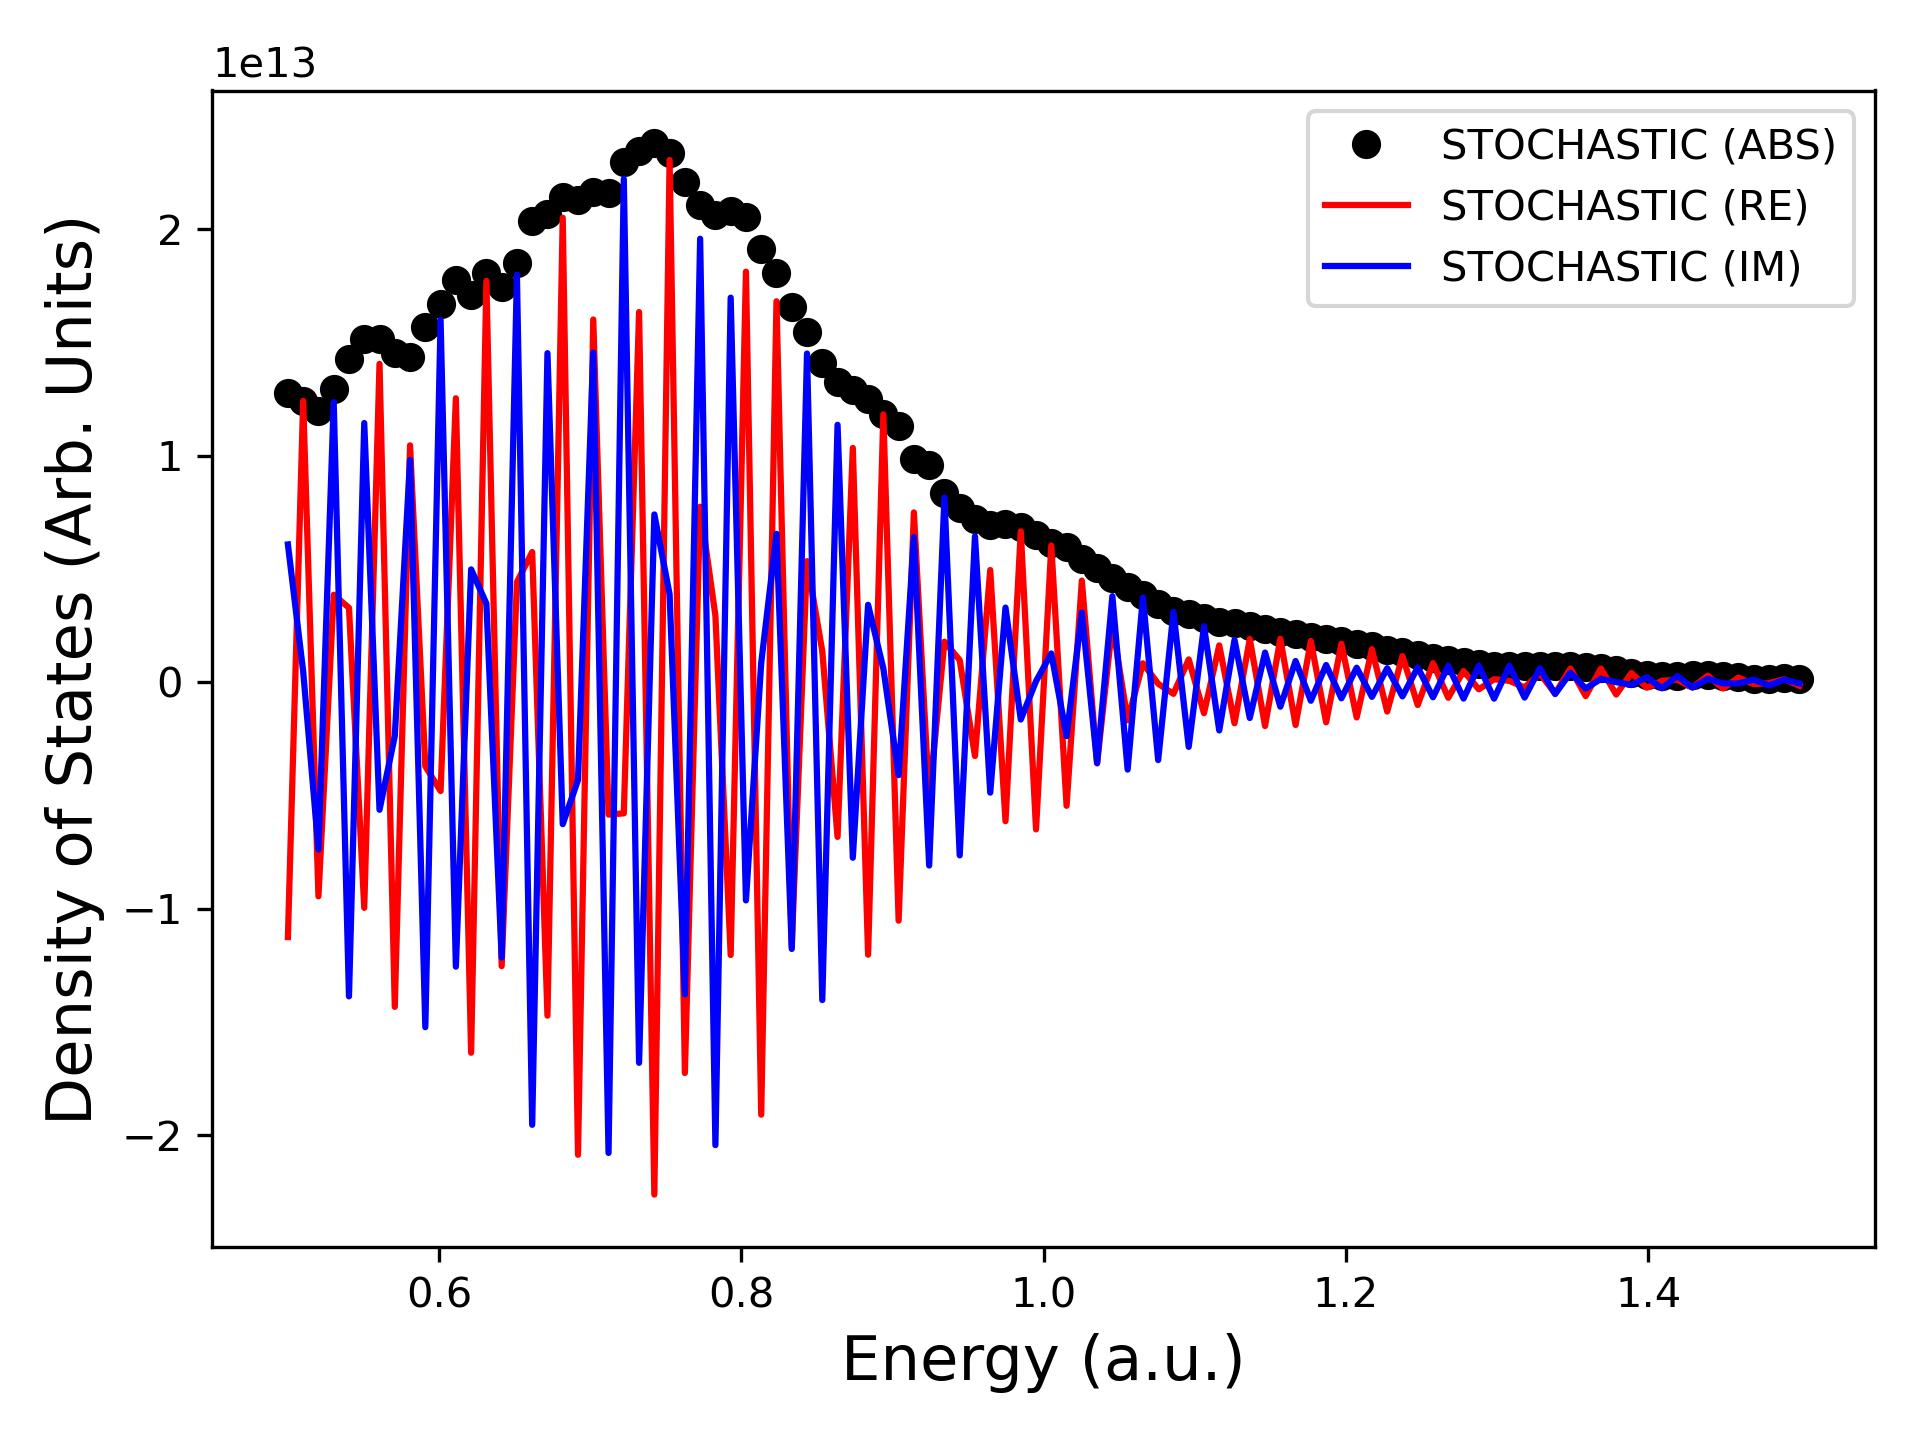 1e13
STOCHASTIC (ABS)
STOCHASTIC (RE)
STOCHASTIC (IM)
Density of States (Arb. Units)
2
1
0
−1
−2
0.6
0.8
1.0
1.2
1.4
Energy (a.u.)